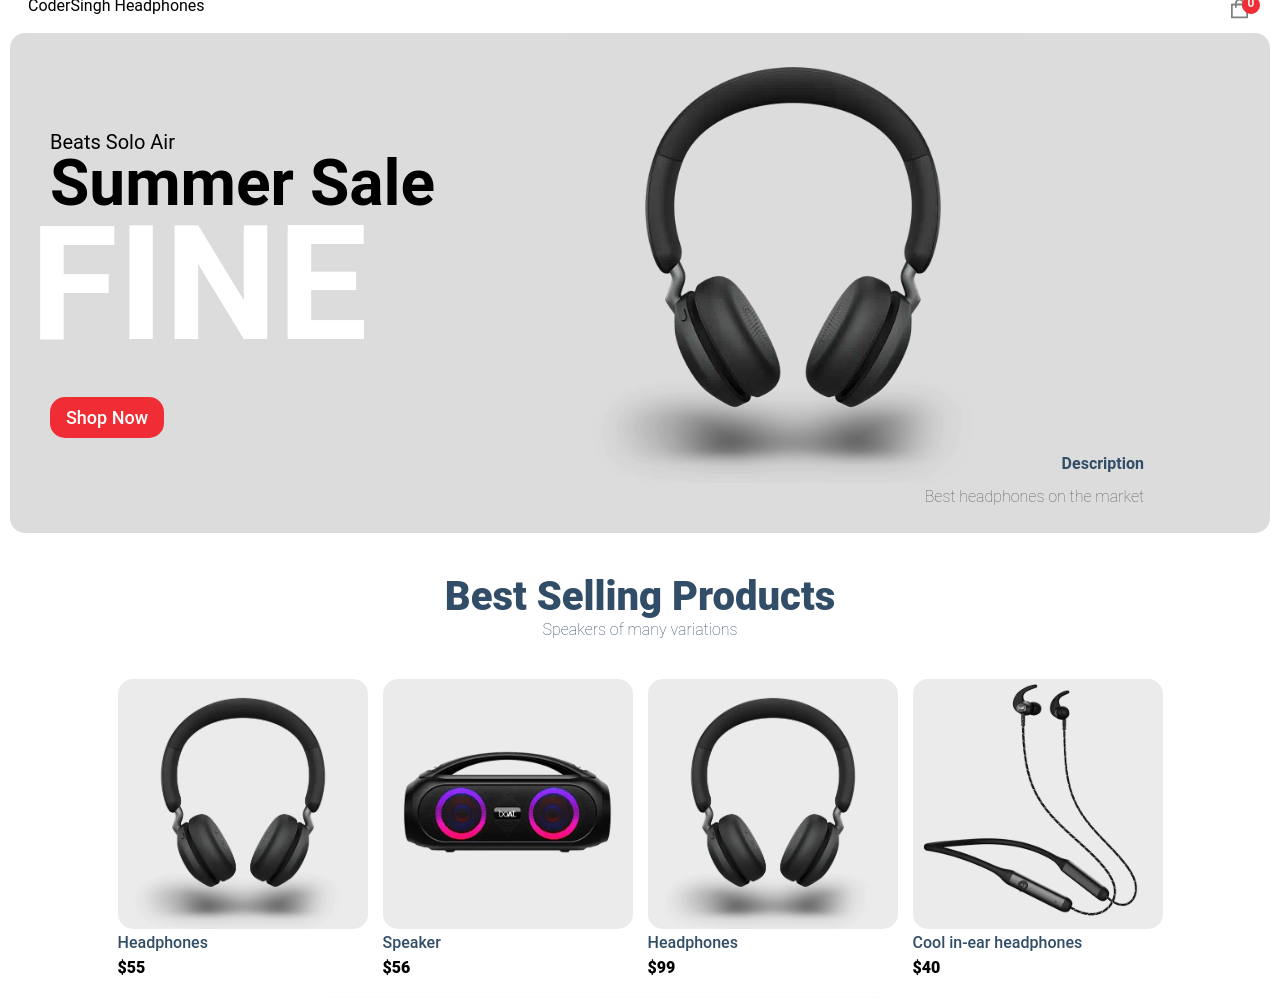 CoderSingh Headphones
0
Beats Solo Air
Summer Sale
FINE
Shop Now
Description
Best headphones on the market
Best Selling Products
Speakers of many variations
Headphones
$55
Speaker
$56
Headphones
$99
Cool in-ear headphones
$40